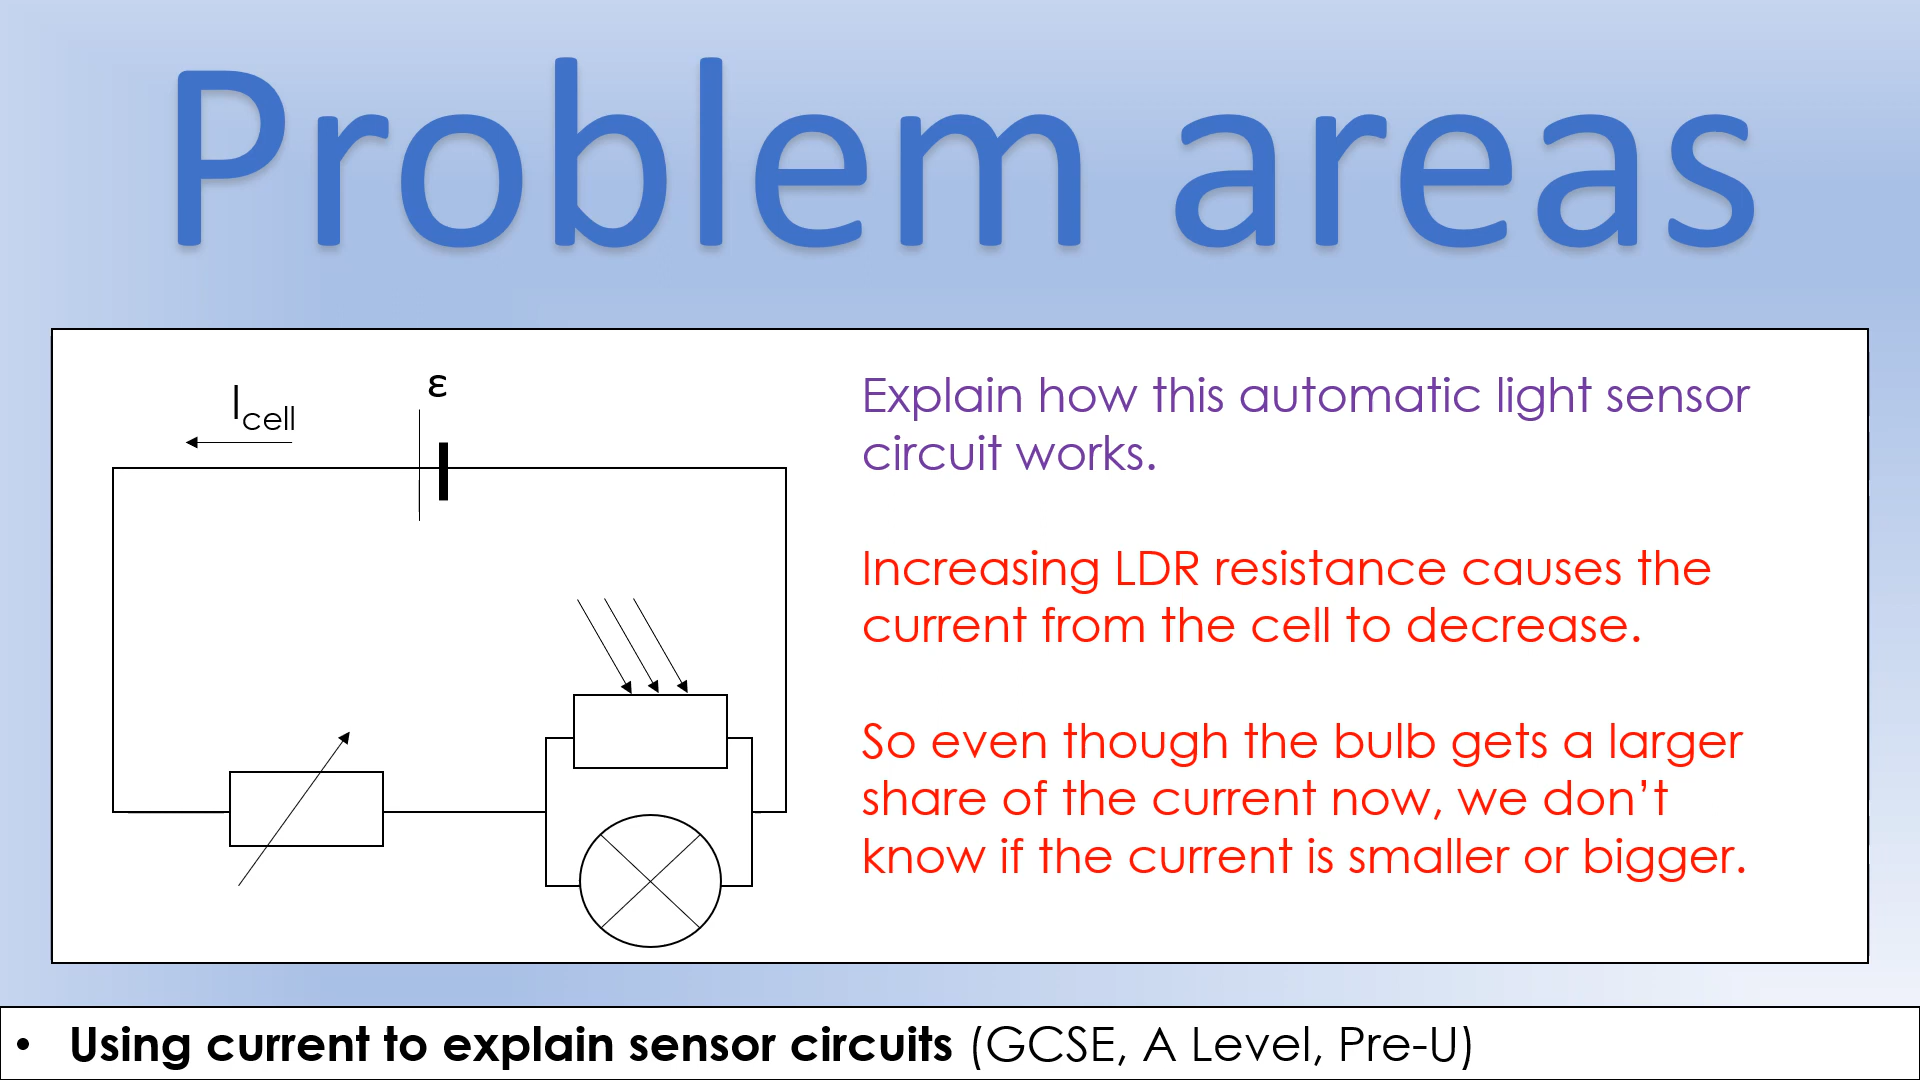 Problem areas
I cell
ε
Explain how this automatic light sensor
circuit works.
Increasing LDR resistance causes the
current from the cell to decrease.
So even though the bulb gets a larger
share of the current now, we don’t
know if the current is smaller or bigger.
• Using current to explain sensor circuits (GCSE, A Level, Pre-U)